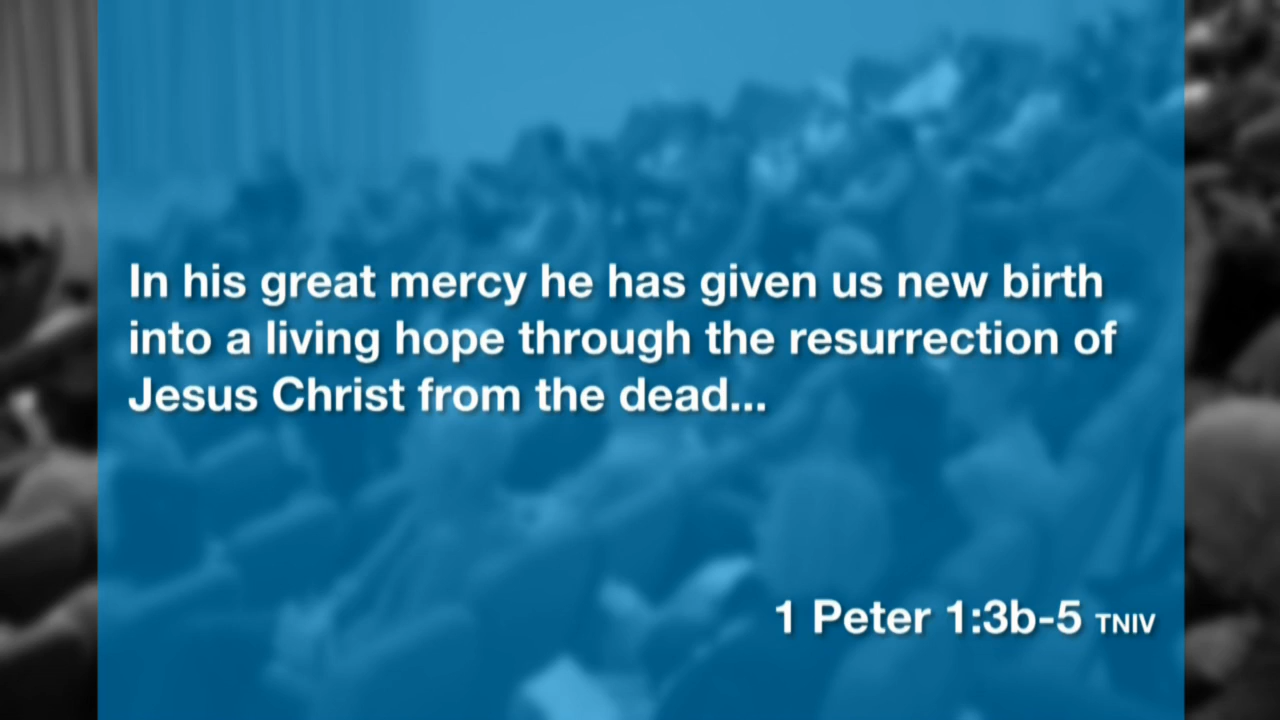 In his great mercy he has given us new birth
into a living hope through the resurrection of
Jesus Christ from the dead...
1 Peter 1:3b-5 TNIV